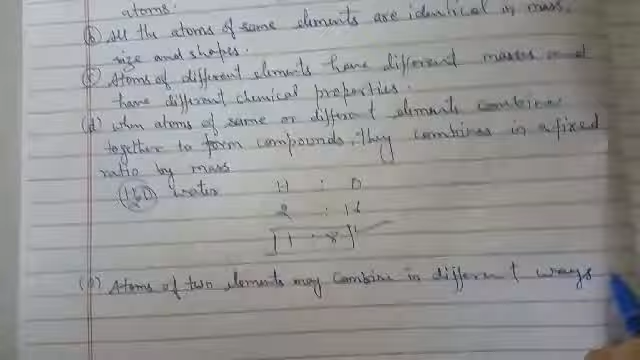 atoms.
(b) All the atoms of same elements are identical in mass,
size and shapes.
(c) Atoms of different elements have different masses and
have different chemical properties.
(d) when atoms of same or different elements combine
together to form compounds, They combines in a fixed
ratio by mass
(H2O) water H : O
2 : 16
[1 : 8]
(e) Atoms of two elements may combine in different ways